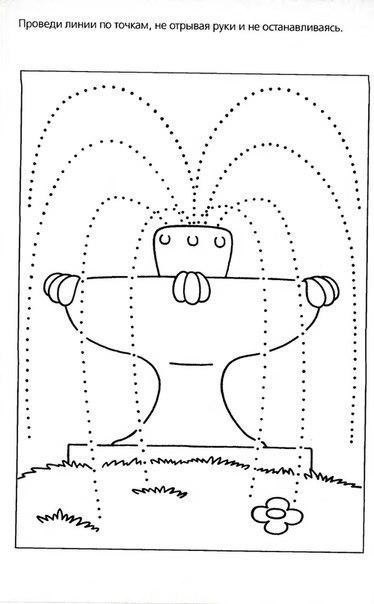 Проведи линии по точкам, не отрывая руки и не останавливаясь.